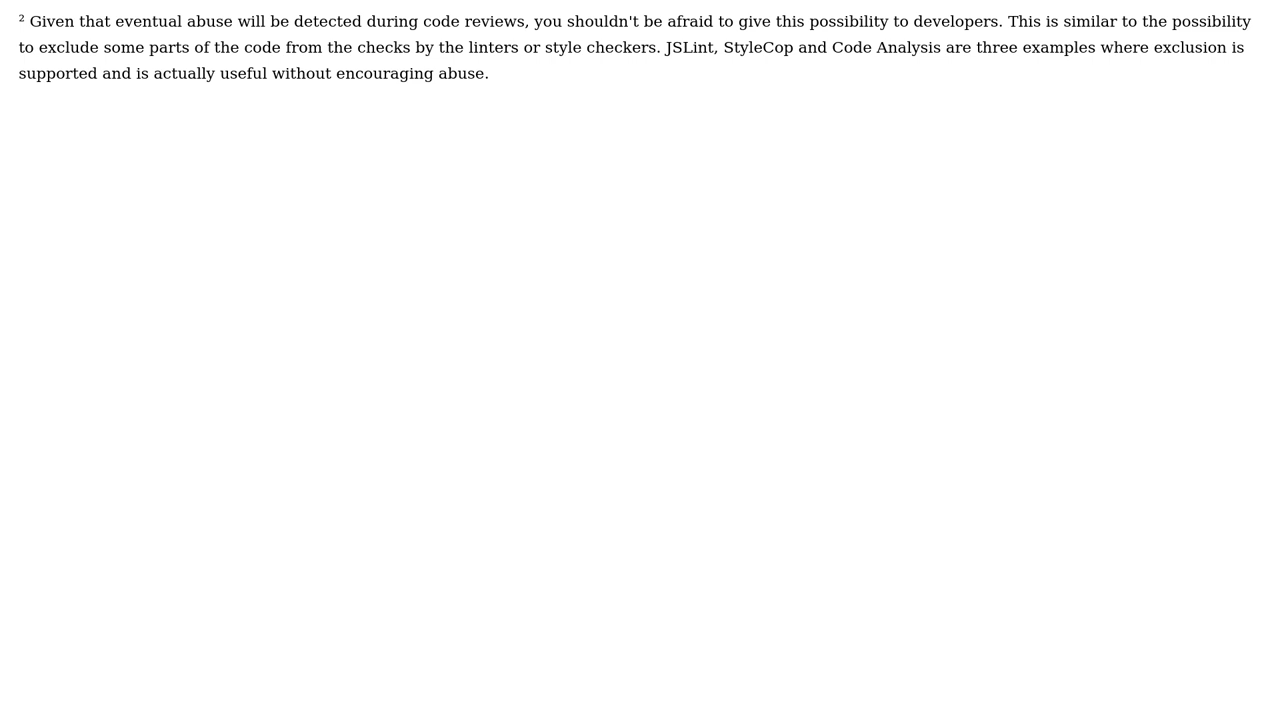 ² Given that eventual abuse will be detected during code reviews, you shouldn't be afraid to give this possibility to developers. This is similar to the possibility
to exclude some parts of the code from the checks by the linters or style checkers. JSLint, StyleCop and Code Analysis are three examples where exclusion is
supported and is actually useful without encouraging abuse.